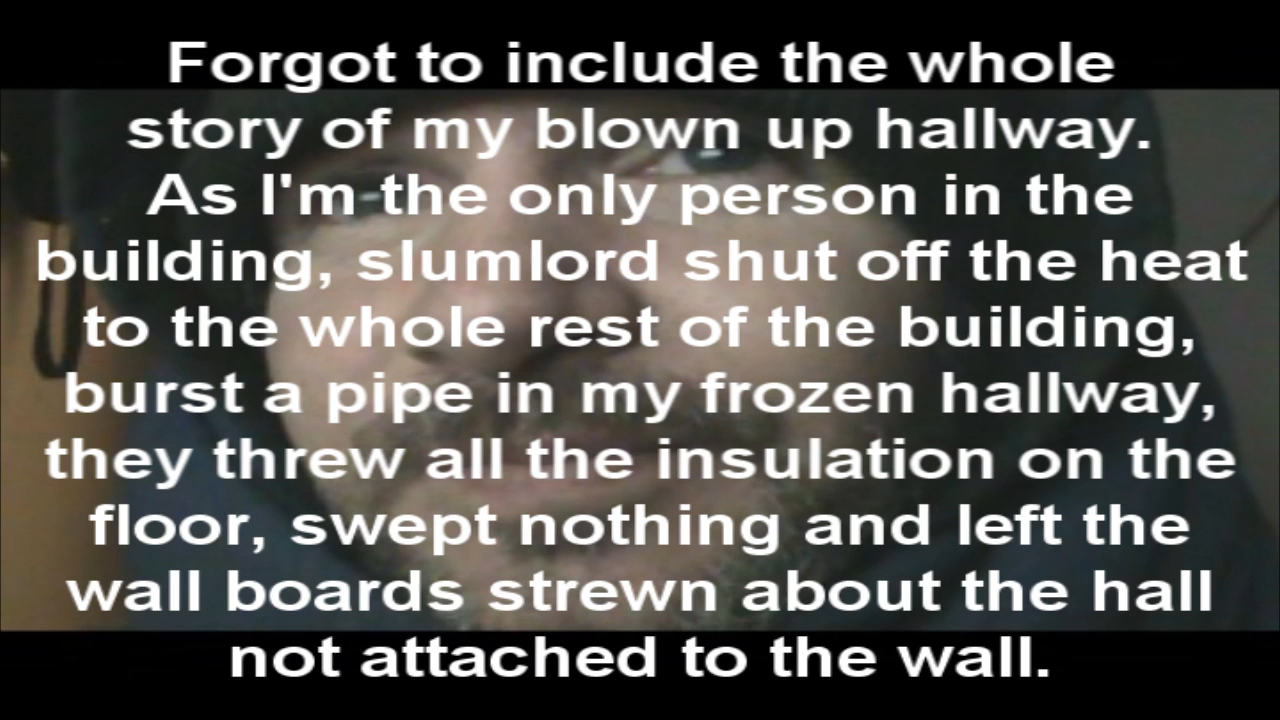 Forgot to include the whole
story of my blown up hallway.
As I'm the only person in the
building, slumlord shut off the heat
to the whole rest of the building,
burst a pipe in my frozen hallway,
they threw all the insulation on the
floor, swept nothing and left the
wall boards strewn about the hall
not attached to the wall.